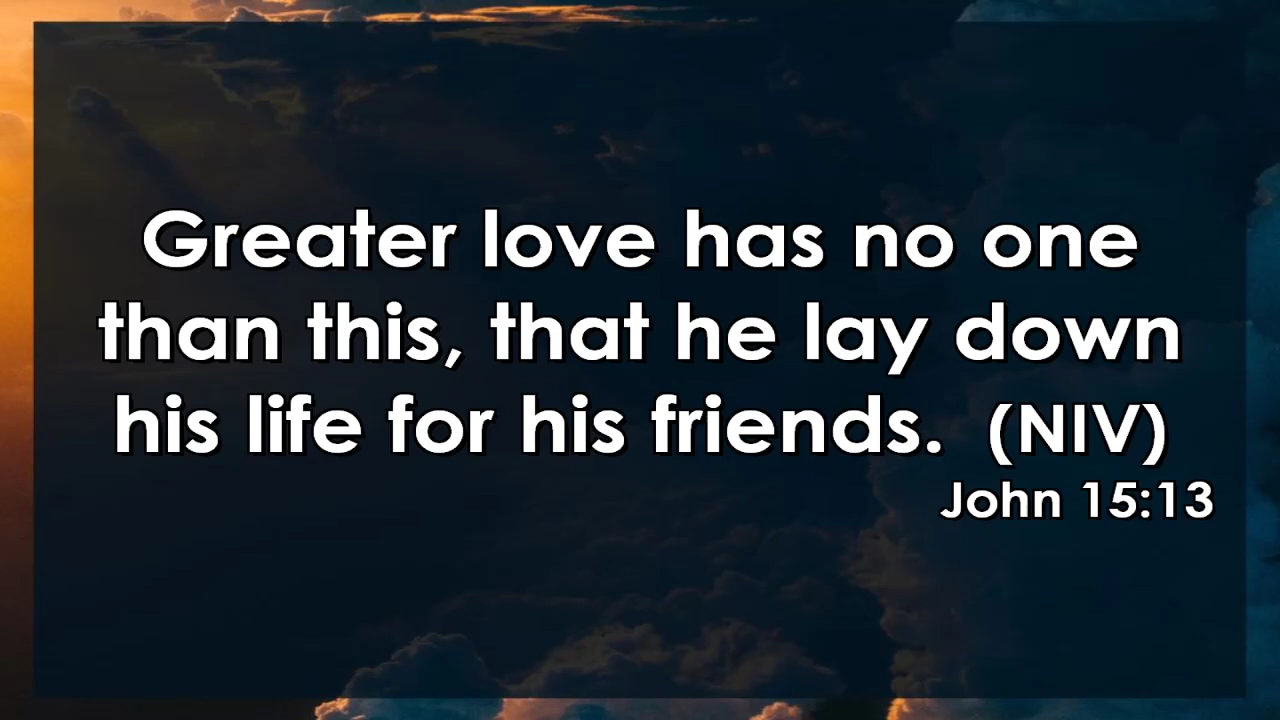 Greater love has no one
than this, that he lay down
his life for his friends. (NIV)
John 15:13